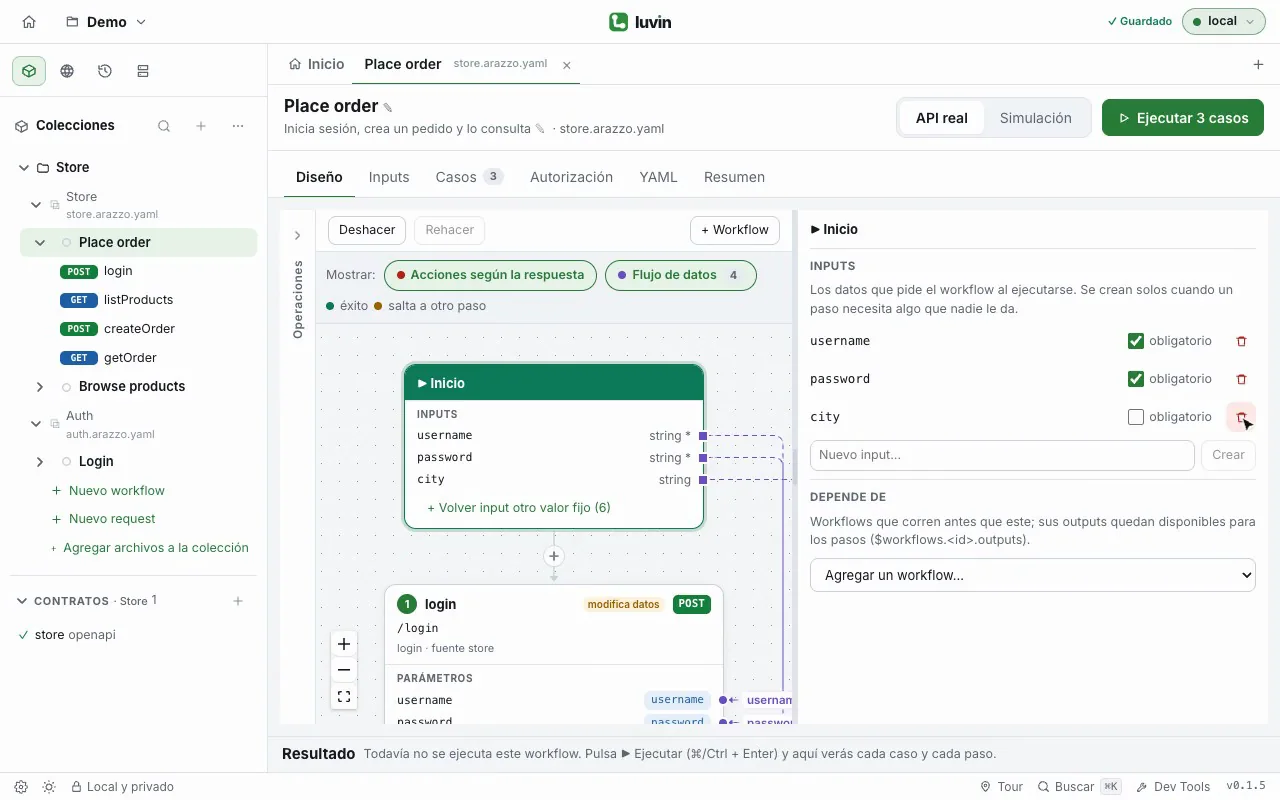 Demo
luvin
Guardado
local
Colecciones
Store
Store
store.arazzo.yaml
Place order
POST login
GET listProducts
POST createOrder
GET getOrder
Browse products
Auth
auth.arazzo.yaml
Login
+ Nuevo workflow
+ Nuevo request
+ Agregar archivos a la colección
CONTRATOS · Store 1
store openapi
Inicio
Place order store.arazzo.yaml
Place order
Inicia sesión, crea un pedido y lo consulta · store.arazzo.yaml
API real
Simulación
Ejecutar 3 casos
Diseño
Inputs
Casos 3
Autorización
YAML
Resumen
Operaciones
Deshacer
Rehacer
+ Workflow
Mostrar: Acciones según la respuesta Flujo de datos 4
éxito salta a otro paso
Inicio
INPUTS
username string *
password string *
city string
+ Volver input otro valor fijo (6)
1 login modifica datos POST
/login
login · fuente store
PARÁMETROS
username username
password password
Inicio
INPUTS
Los datos que pide el workflow al ejecutarse. Se crean solos cuando un
paso necesita algo que nadie le da.
username obligatorio
password obligatorio
city obligatorio
Nuevo input... Crear
DEPENDE DE
Workflows que corren antes que este; sus outputs quedan disponibles para
los pasos ($workflows.<id>.outputs).
Agregar un workflow...
Resultado Todavía no se ejecuta este workflow. Pulsa ▶ Ejecutar (⌘/Ctrl + Enter) y aquí verás cada caso y cada paso.
Local y privado
Tour
Buscar ⌘K
Dev Tools
v0.1.5